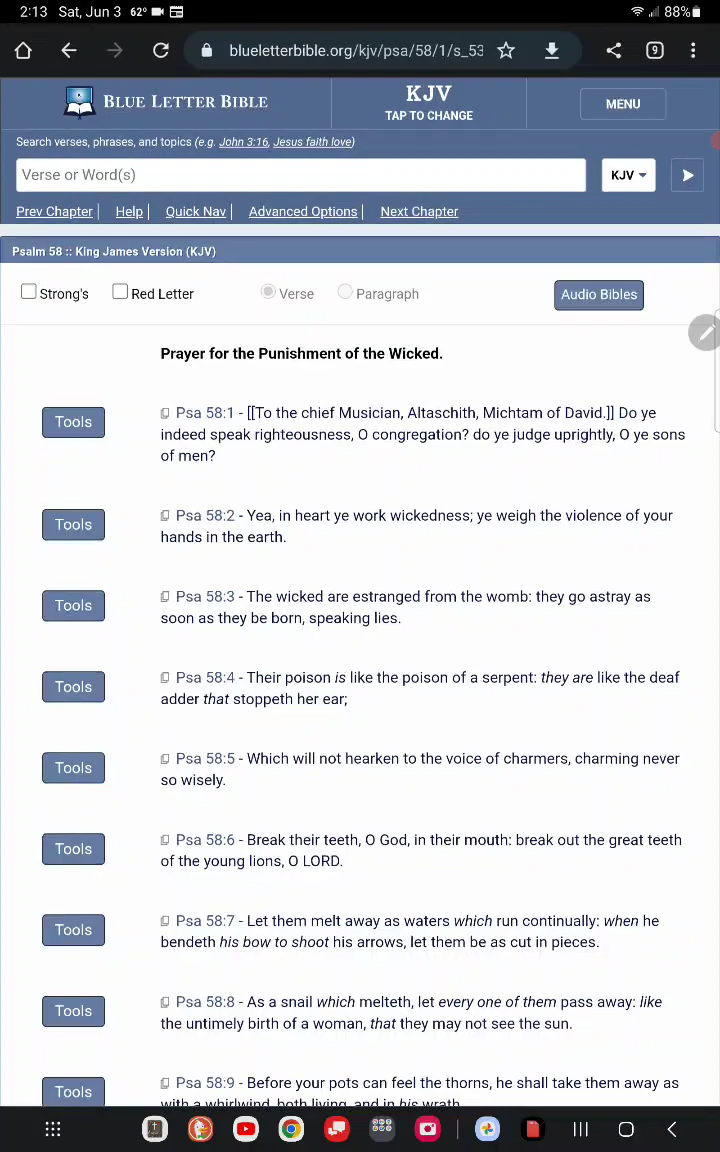 2:13 Sat, Jun 3 62° 88%
blueletterbible.org/kjv/psa/58/1/s_53 9
BLUE LETTER BIBLE
KJV
TAP TO CHANGE
MENU
Search verses, phrases, and topics (e.g. John 3:16, Jesus faith love)
Verse or Word(s) KJV
Prev Chapter | Help | Quick Nav | Advanced Options | Next Chapter
Psalm 58 :: King James Version (KJV)
Strong's Red Letter Verse Paragraph Audio Bibles
Prayer for the Punishment of the Wicked.
Tools
Psa 58:1 - [[To the chief Musician, Altaschith, Michtam of David.]] Do ye
indeed speak righteousness, O congregation? do ye judge uprightly, O ye sons
of men?
Tools
Psa 58:2 - Yea, in heart ye work wickedness; ye weigh the violence of your
hands in the earth.
Tools
Psa 58:3 - The wicked are estranged from the womb: they go astray as
soon as they be born, speaking lies.
Tools
Psa 58:4 - Their poison is like the poison of a serpent: they are like the deaf
adder that stoppeth her ear;
Tools
Psa 58:5 - Which will not hearken to the voice of charmers, charming never
so wisely.
Tools
Psa 58:6 - Break their teeth, O God, in their mouth: break out the great teeth
of the young lions, O LORD.
Tools
Psa 58:7 - Let them melt away as waters which run continually: when he
bendeth his bow to shoot his arrows, let them be as cut in pieces.
Tools
Psa 58:8 - As a snail which melteth, let every one of them pass away: like
the untimely birth of a woman, that they may not see the sun.
Tools
Psa 58:9 - Before your pots can feel the thorns, he shall take them away as
with a whirlwind, both living, and in his wrath.